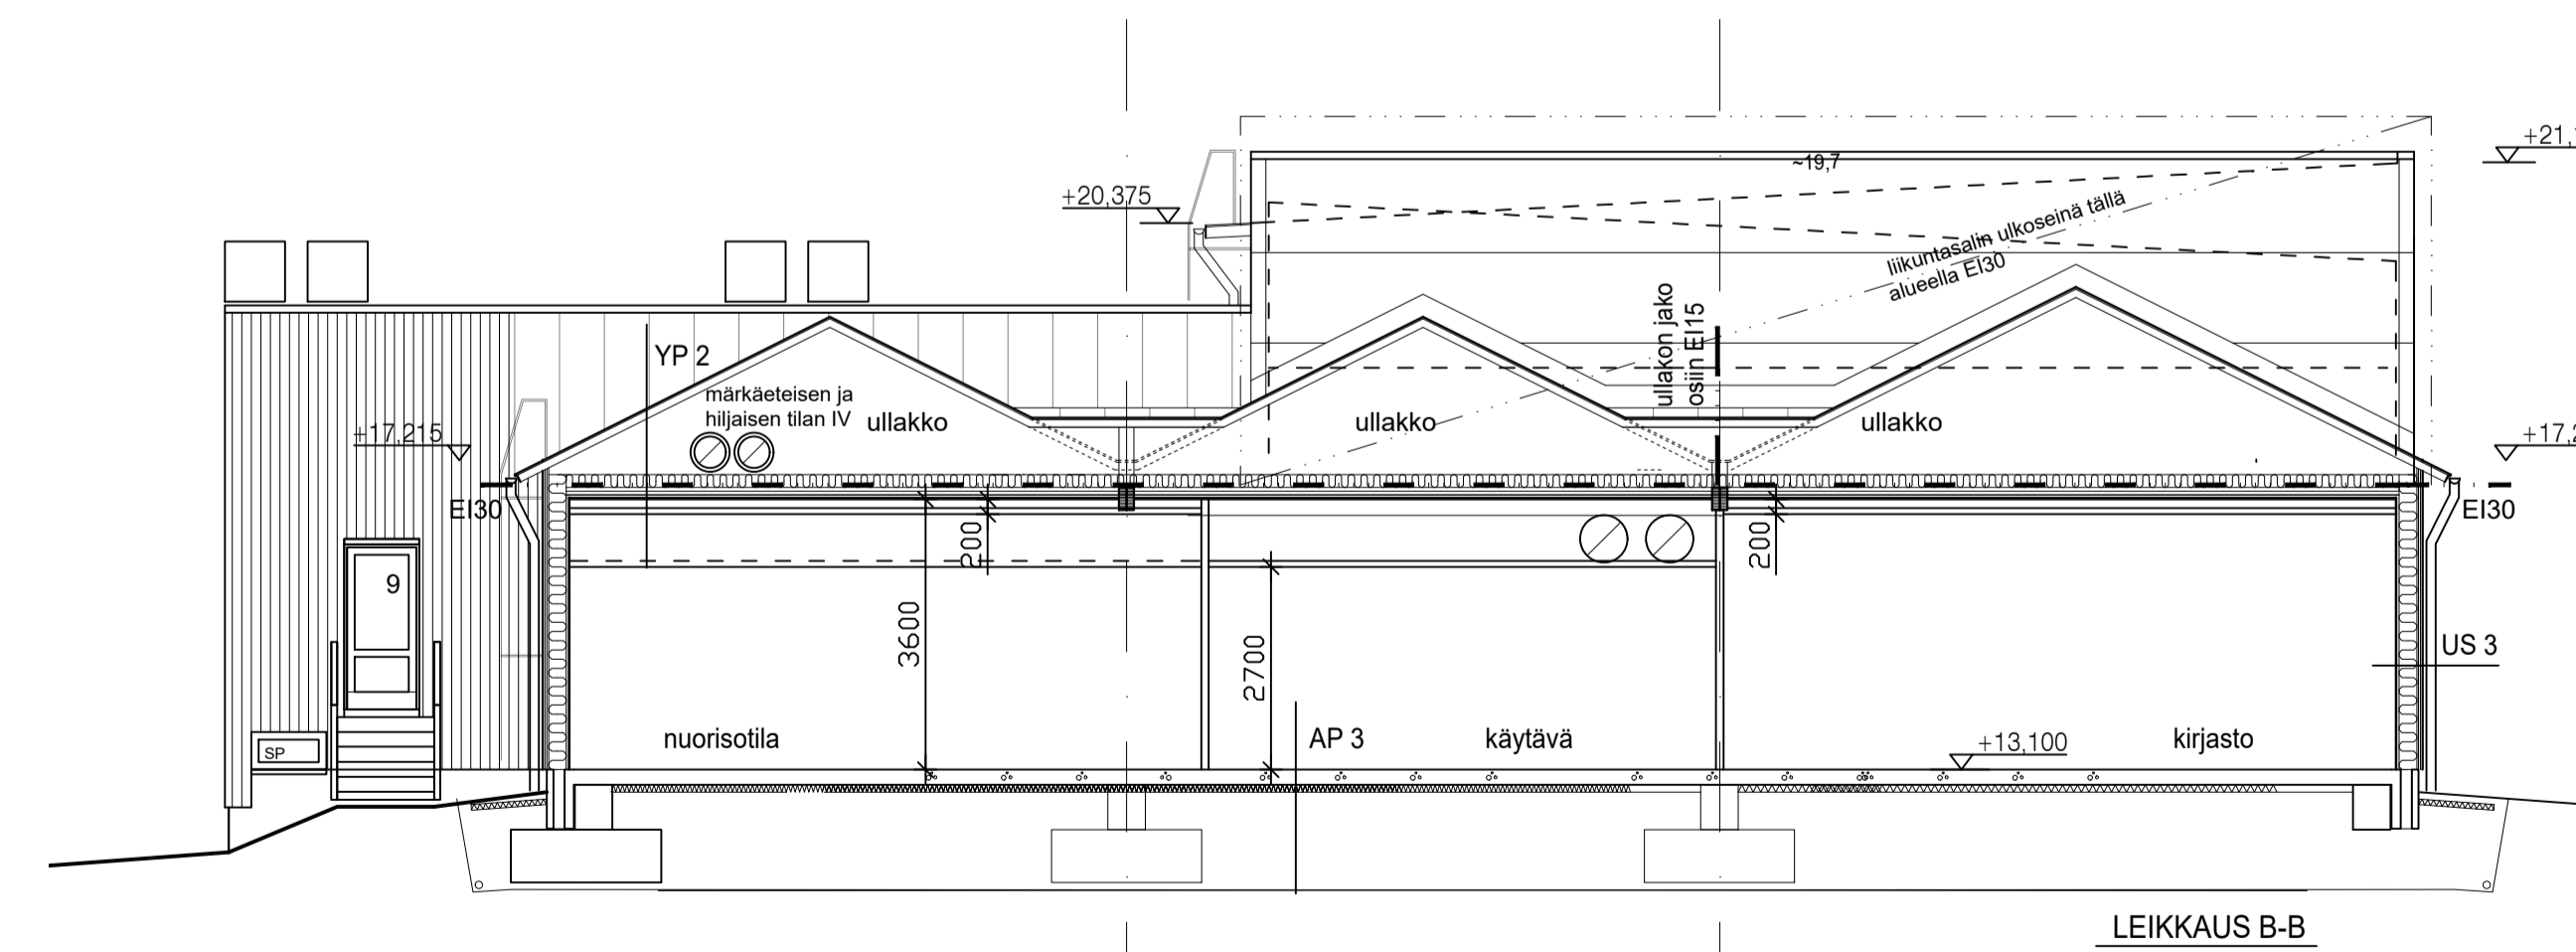 +21,
~19,7
+20,375
liikuntasalin ulkoseinä tällä
alueella EI30
ullakon jako
osiin EI15
YP 2
märkäeteisen ja
hiljaisen tilan IV
ullakko
ullakko
ullakko
+17,215
+17,2
EI30
EI30
200
200
9
3600
2700
US 3
nuorisotila
AP 3
käytävä
+13,100
kirjasto
SP
LEIKKAUS B-B